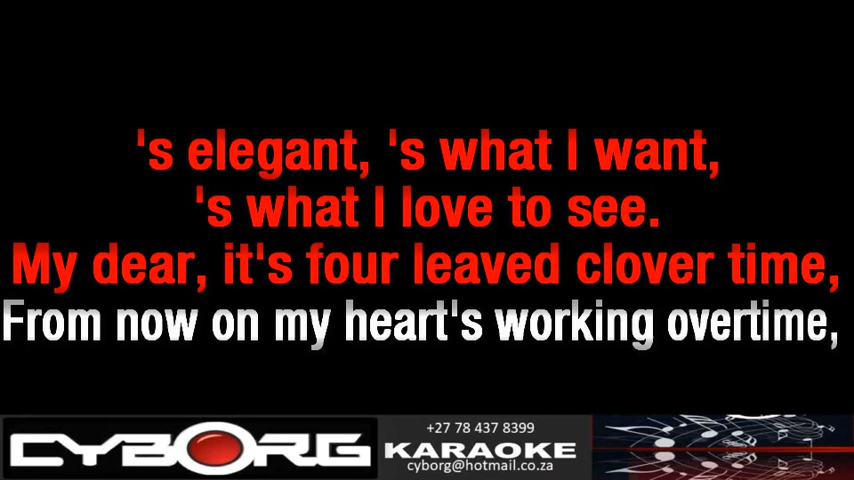 's elegant, 's what I want,
's what I love to see.
My dear, it's four leaved clover time,
From now on my heart's working overtime,
CYBORG
+27 78 437 8399
KARAOKE
cyborg@hotmail.co.za